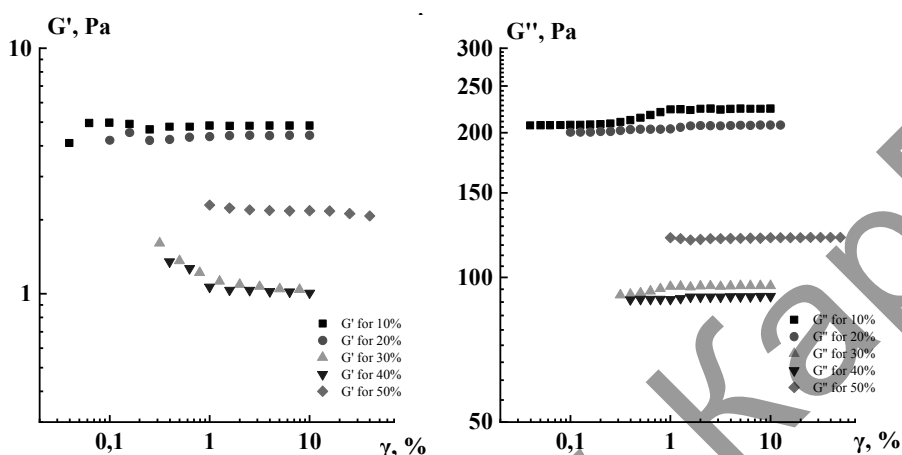 G', Pa
10
1
0,1
1
10
γ, %
G' for 10%
G' for 20%
G' for 30%
G' for 40%
G' for 50%
G'', Pa
300
250
200
150
100
50
0,1
1
10
γ, %
G'' for 10%
G'' for 20%
G'' for 30%
G'' for 40%
G'' for 50%